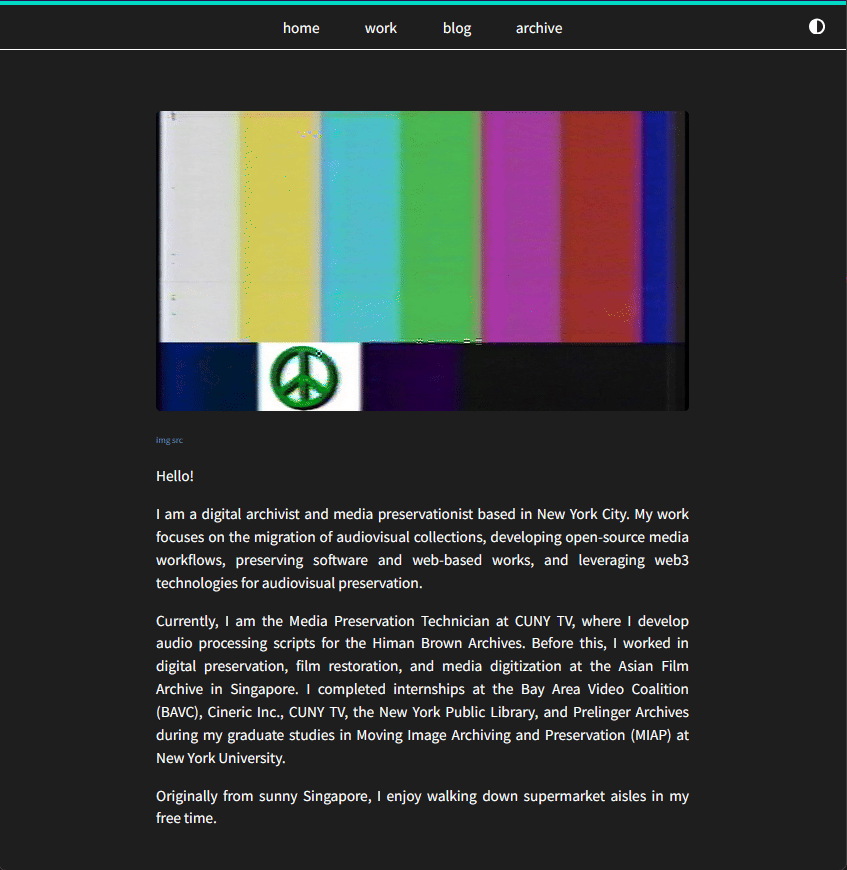 home work blog archive
img src
Hello!
I am a digital archivist and media preservationist based in New York City. My work
focuses on the migration of audiovisual collections, developing open-source media
workflows, preserving software and web-based works, and leveraging web3
technologies for audiovisual preservation.
Currently, I am the Media Preservation Technician at CUNY TV, where I develop
audio processing scripts for the Himan Brown Archives. Before this, I worked in
digital preservation, film restoration, and media digitization at the Asian Film
Archive in Singapore. I completed internships at the Bay Area Video Coalition
(BAVC), Cineric Inc., CUNY TV, the New York Public Library, and Prelinger Archives
during my graduate studies in Moving Image Archiving and Preservation (MIAP) at
New York University.
Originally from sunny Singapore, I enjoy walking down supermarket aisles in my
free time.